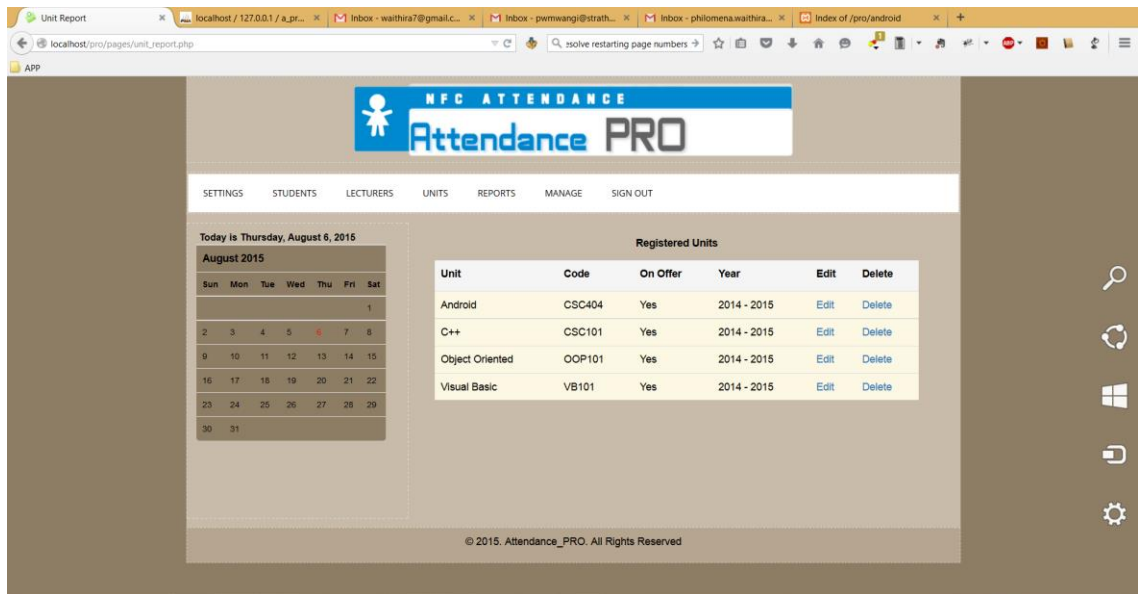 Unit Report
localhost / 127.0.0.1 / a_pr...
Inbox - waithira7@gmail.c...
Inbox - pwmwangi@strath...
Inbox - philomena.waithira...
Index of /pro/android
localhost/pro/pages/unit_report.php
esolve restarting page numbers
APP
NFC ATTENDANCE
Attendance PRO
SETTINGS STUDENTS LECTURERS UNITS REPORTS MANAGE SIGN OUT
Today is Thursday, August 6, 2015
August 2015
Sun Mon Tue Wed Thu Fri Sat
1
2 3 4 5 6 7 8
9 10 11 12 13 14 15
16 17 18 19 20 21 22
23 24 25 26 27 28 29
30 31
Registered Units
Unit Code On Offer Year Edit Delete
Android CSC404 Yes 2014 - 2015 Edit Delete
C++ CSC101 Yes 2014 - 2015 Edit Delete
Object Oriented OOP101 Yes 2014 - 2015 Edit Delete
Visual Basic VB101 Yes 2014 - 2015 Edit Delete
© 2015. Attendance_PRO. All Rights Reserved